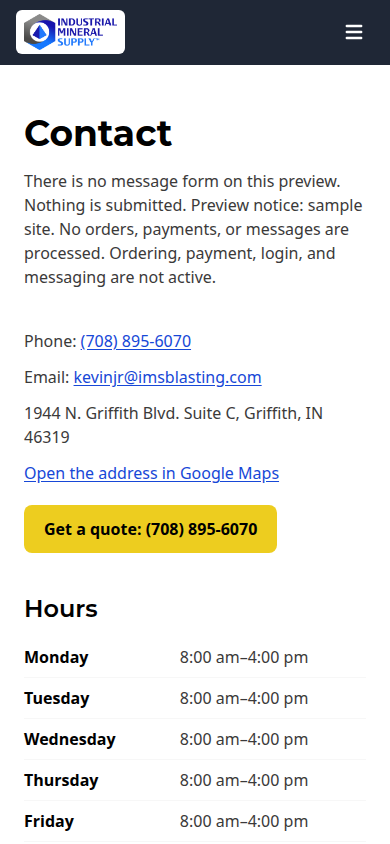 INDUSTRIAL
MINERAL
SUPPLY™
Contact
There is no message form on this preview.
Nothing is submitted. Preview notice: sample
site. No orders, payments, or messages are
processed. Ordering, payment, login, and
messaging are not active.
Phone: (708) 895-6070
Email: kevinjr@imsblasting.com
1944 N. Griffith Blvd. Suite C, Griffith, IN
46319
Open the address in Google Maps
Get a quote: (708) 895-6070
Hours
Monday 8:00 am–4:00 pm
Tuesday 8:00 am–4:00 pm
Wednesday 8:00 am–4:00 pm
Thursday 8:00 am–4:00 pm
Friday 8:00 am–4:00 pm